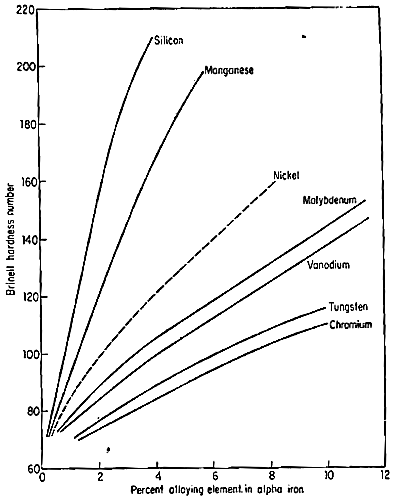 220
200
180
160
140
120
100
80
60
Brinell hardness number
Silicon
Manganese
Nickel
Molybdenum
Vanadium
Tungsten
Chromium
0 2 4 6 8 10 12
Percent alloying element in alpha iron